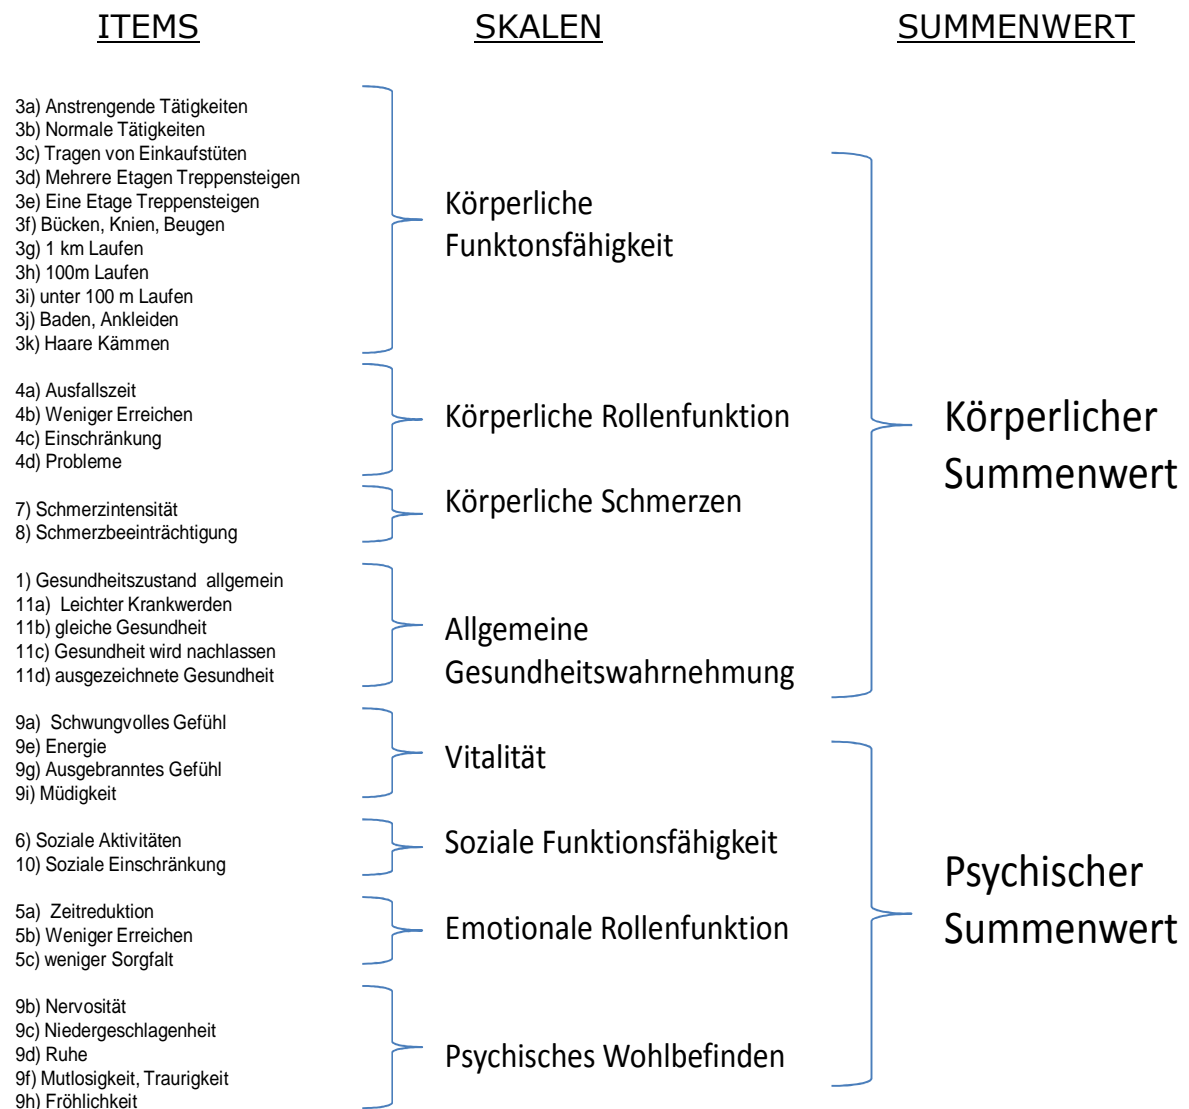 ITEMS
SKALEN
SUMMENWERT
3a) Anstrengende Tätigkeiten
3b) Normale Tätigkeiten
3c) Tragen von Einkaufstüten
3d) Mehrere Etagen Treppensteigen
3e) Eine Etage Treppensteigen
3f) Bücken, Knien, Beugen
3g) 1 km Laufen
3h) 100m Laufen
3i) unter 100 m Laufen
3j) Baden, Ankleiden
3k) Haare Kämmen
Körperliche
Funktonsfähigkeit
4a) Ausfallszeit
4b) Weniger Erreichen
4c) Einschränkung
4d) Probleme
Körperliche Rollenfunktion
7) Schmerzintensität
8) Schmerzbeeinträchtigung
Körperliche Schmerzen
1) Gesundheitszustand allgemein
11a) Leichter Krankwerden
11b) gleiche Gesundheit
11c) Gesundheit wird nachlassen
11d) ausgezeichnete Gesundheit
Allgemeine
Gesundheitswahrnehmung
Körperlicher
Summenwert
9a) Schwungvolles Gefühl
9e) Energie
9g) Ausgebranntes Gefühl
9i) Müdigkeit
Vitalität
6) Soziale Aktivitäten
10) Soziale Einschränkung
Soziale Funktionsfähigkeit
5a) Zeitreduktion
5b) Weniger Erreichen
5c) weniger Sorgfalt
Emotionale Rollenfunktion
9b) Nervosität
9c) Niedergeschlagenheit
9d) Ruhe
9f) Mutlosigkeit, Traurigkeit
9h) Fröhlichkeit
Psychisches Wohlbefinden
Psychischer
Summenwert